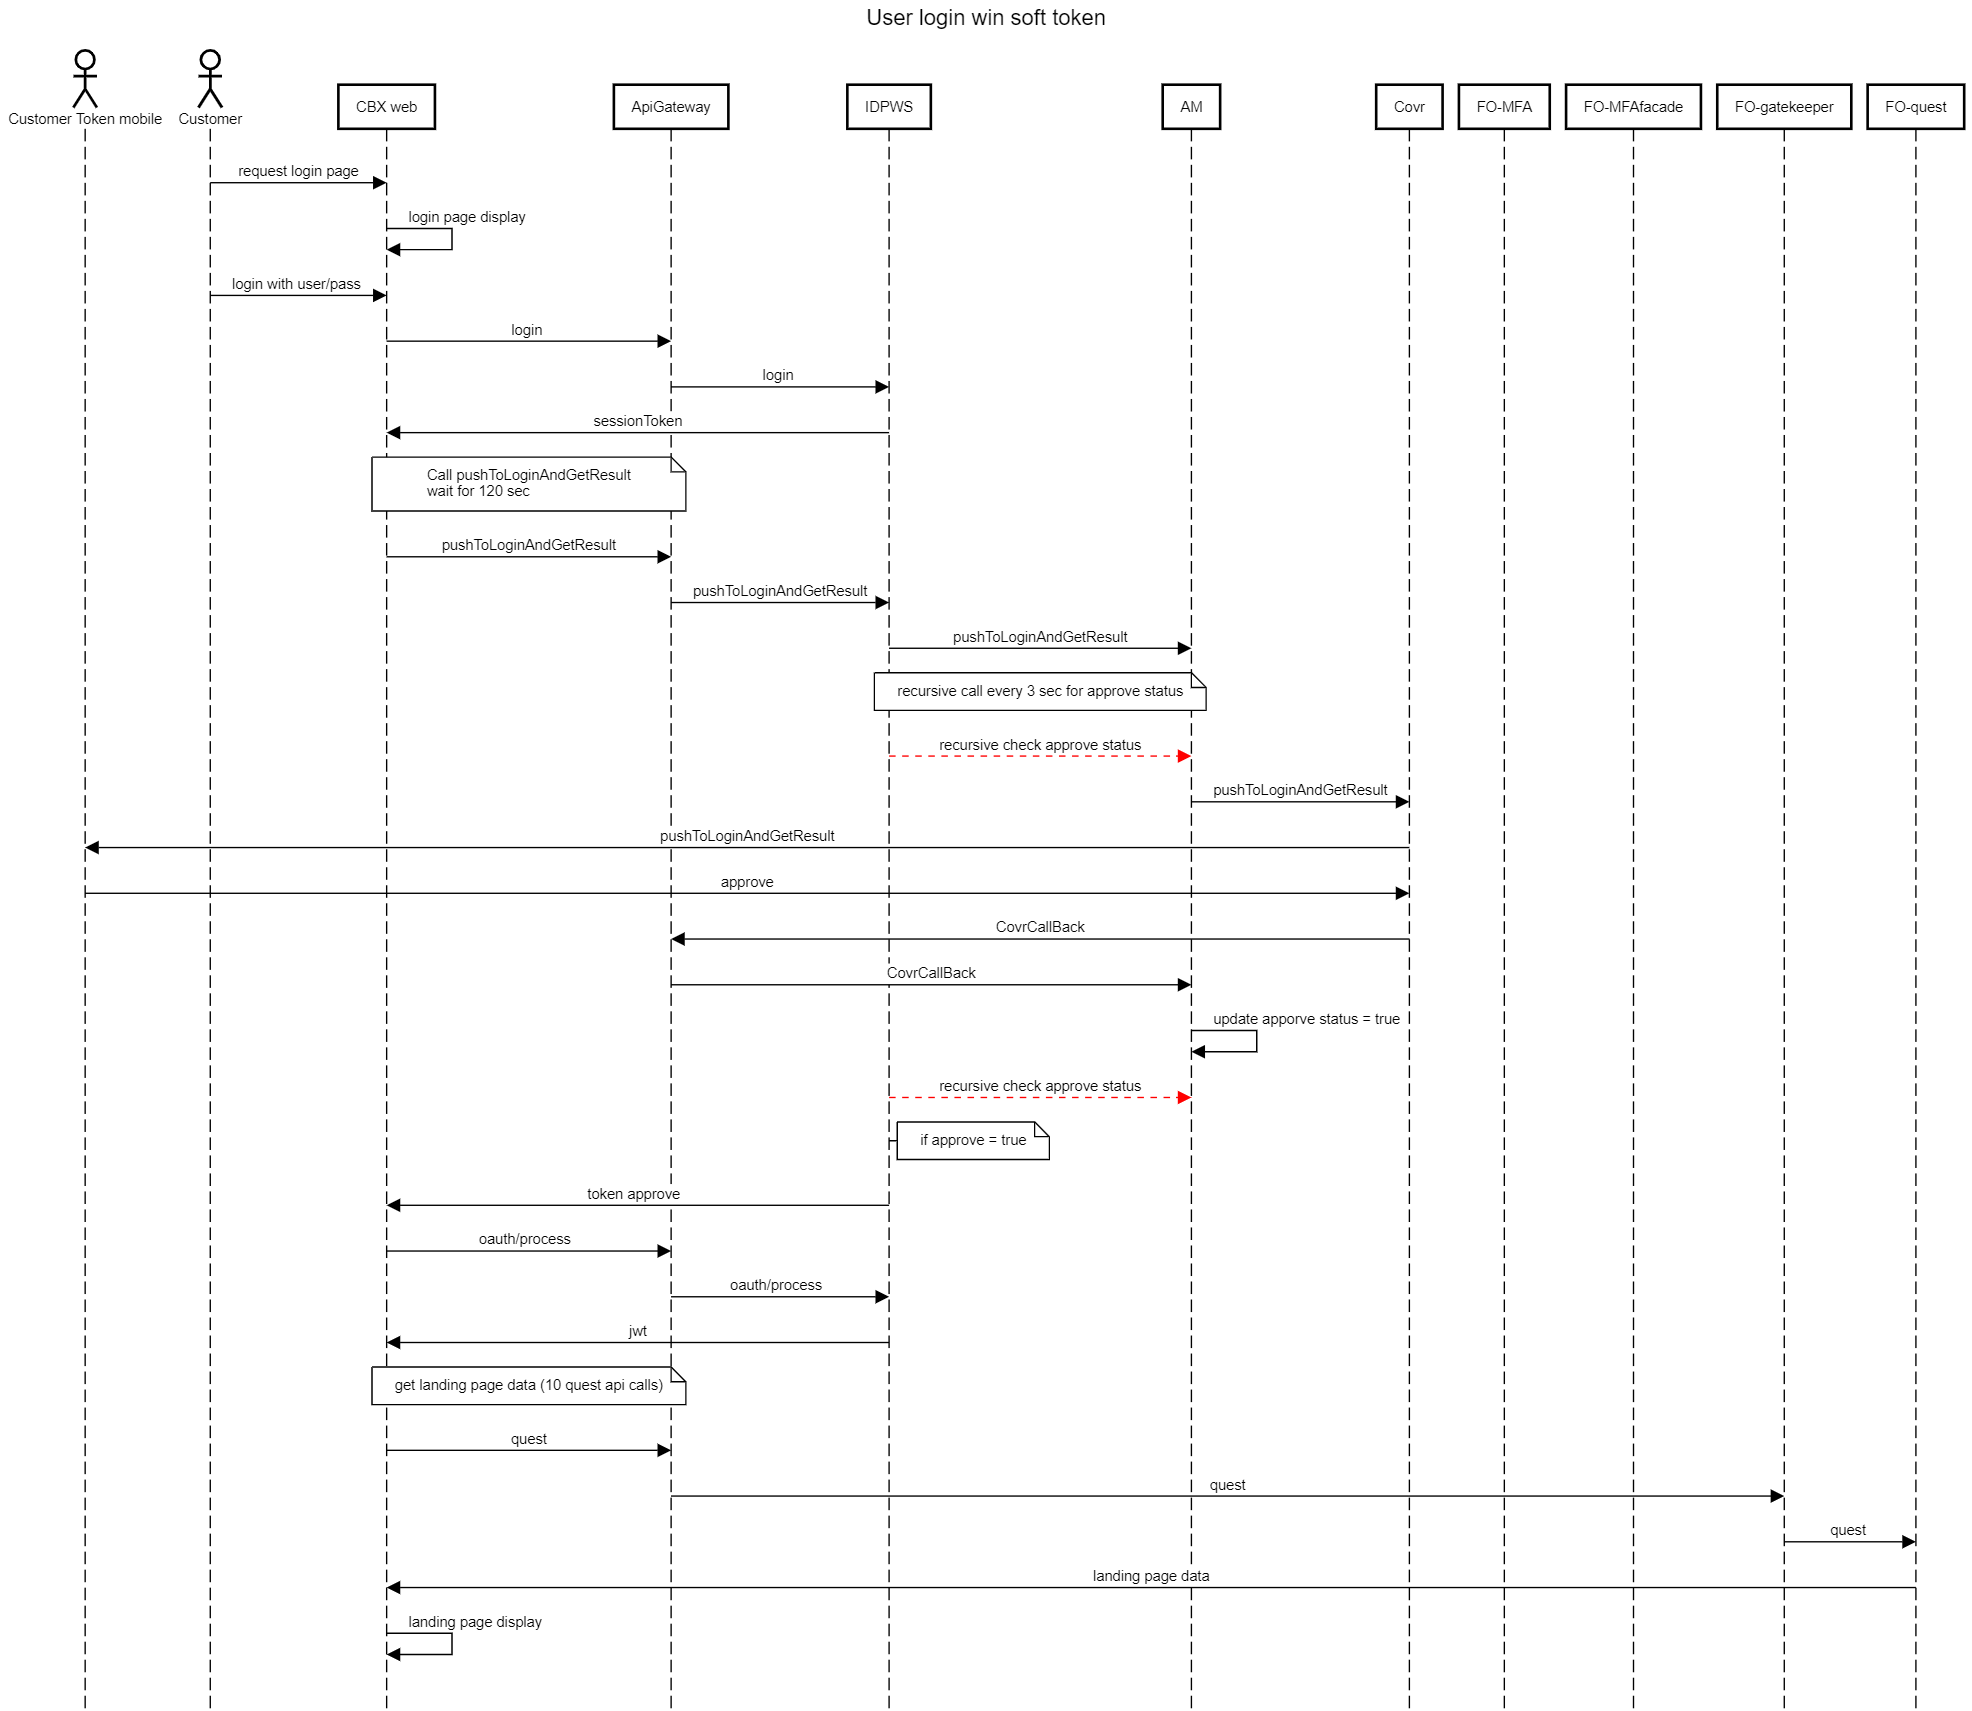 User login win soft token
Customer Token mobile
Customer
CBX web
ApiGateway
IDPWS
AM
Covr
FO-MFA
FO-MFAfacade
FO-gatekeeper
FO-quest
request login page
login page display
login with user/pass
login
login
sessionToken
Call pushToLoginAndGetResult
wait for 120 sec
pushToLoginAndGetResult
pushToLoginAndGetResult
pushToLoginAndGetResult
recursive call every 3 sec for approve status
recursive check approve status
pushToLoginAndGetResult
pushToLoginAndGetResult
approve
CovrCallBack
CovrCallBack
update apporve status = true
recursive check approve status
if approve = true
token approve
oauth/process
oauth/process
jwt
get landing page data (10 quest api calls)
quest
quest
quest
landing page data
landing page display